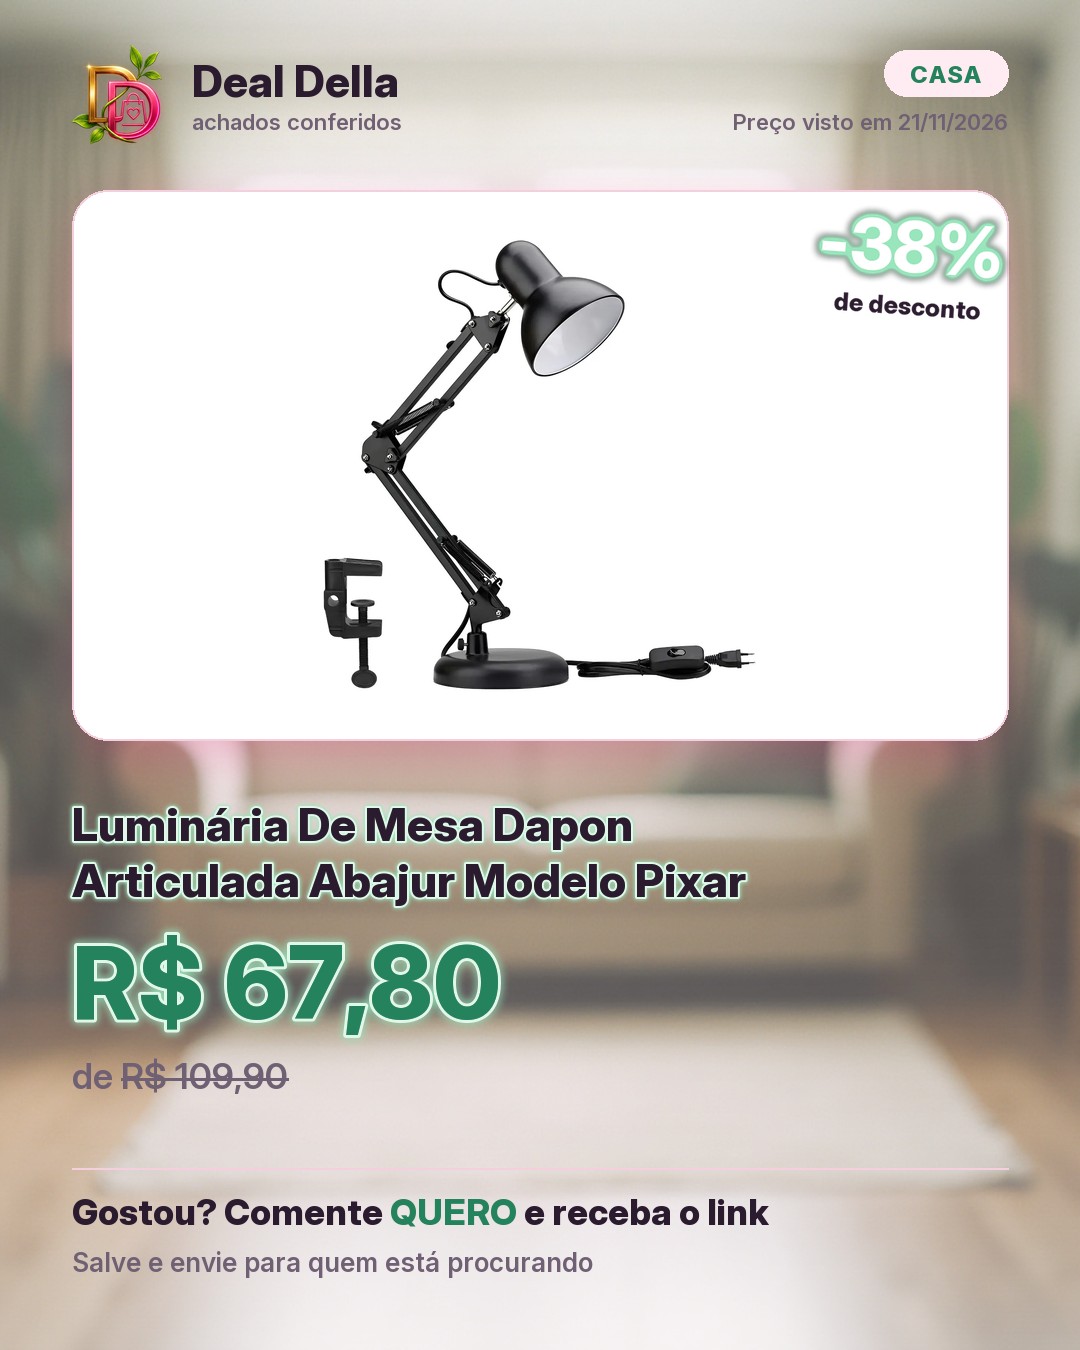 Deal Della
achados conferidos
CASA
Preço visto em 21/11/2026
-38%
de desconto
Luminária De Mesa Dapon
Articulada Abajur Modelo Pixar
R$ 67,80
de R$ 109,90
Gostou? Comente QUERO e receba o link
Salve e envie para quem está procurando